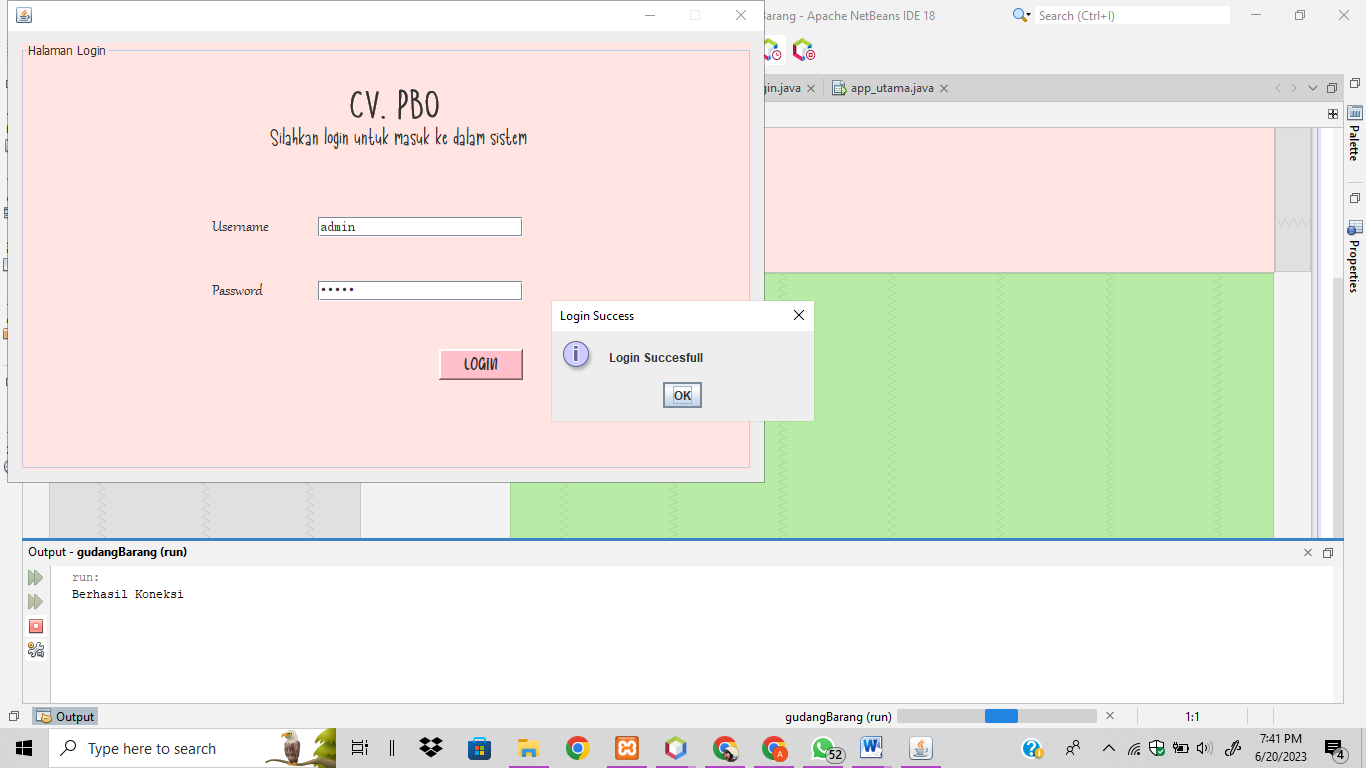 Barang - Apache NetBeans IDE 18
Search (Ctrl+I)
Halaman Login
gin.java
app_utama.java
CV. PBO
Silahkan login untuk masuk ke dalam sistem
Palette
Username
admin
Password
•••••
Properties
Login Success
Login Succesfull
OK
LOGIN
Output - gudangBarang (run)
run:
Berhasil Koneksi
Output
gudangBarang (run)
1:1
Type here to search
52
7:41 PM
6/20/2023
4